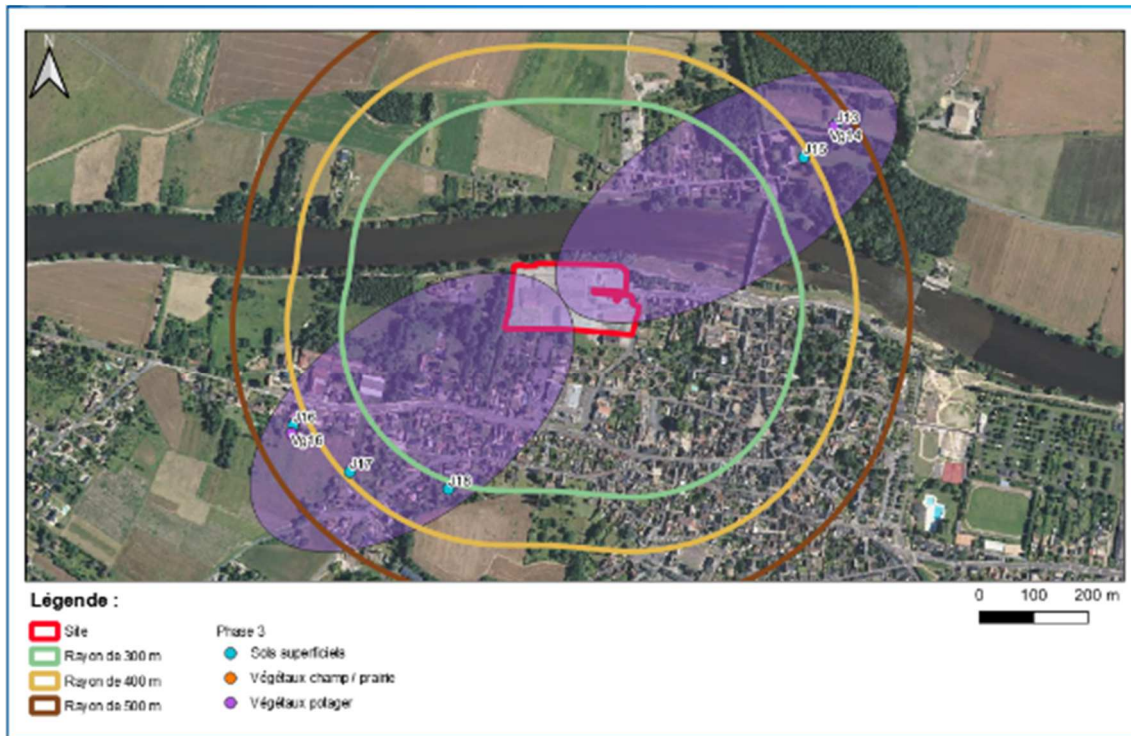 N
J13
Vg14
J15
J16
Vg16
J17
J18
Légende :
Site
Rayon de 300 m
Rayon de 400 m
Rayon de 500 m
Phase 3
Sols superficiels
Végétaux champ / prairie
Végétaux potager
0 100 200 m